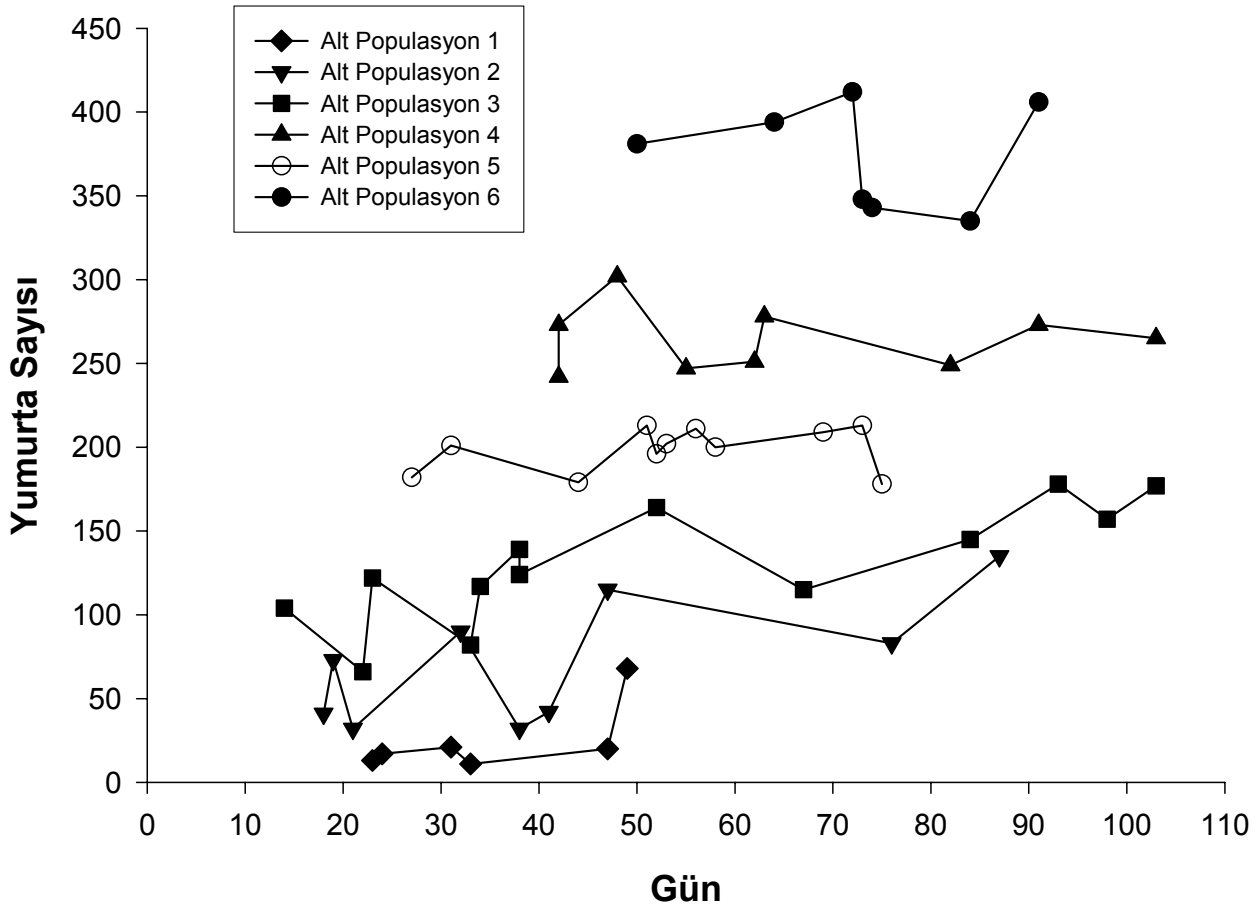 Alt Populasyon 1
Alt Populasyon 2
Alt Populasyon 3
Alt Populasyon 4
Alt Populasyon 5
Alt Populasyon 6
Yumurta Sayısı
450
400
350
300
250
200
150
100
50
0
0 10 20 30 40 50 60 70 80 90 100 110
Gün